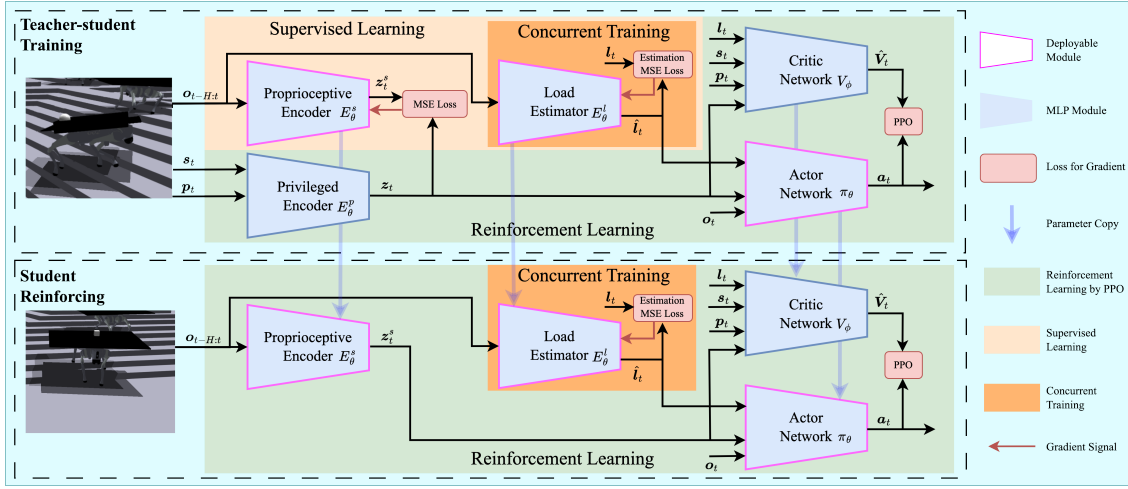 Teacher-student
Training
Supervised Learning
Concurrent Training
o_{t−H:t}
Proprioceptive
Encoder E_θ^s
z_t^s
MSE Loss
l_t
Estimation
MSE Loss
Load
Estimator E_θ^l
l̂_t
l_t
s_t
p_t
Critic
Network V_ϕ
V̂_t
PPO
s_t
p_t
Privileged
Encoder E_θ^p
z_t
Actor
Network π_θ
a_t
o_t
Reinforcement Learning
Student
Reinforcing
Concurrent Training
o_{t−H:t}
Proprioceptive
Encoder E_θ^s
z_t^s
l_t
Estimation
MSE Loss
Load
Estimator E_θ^l
l̂_t
l_t
s_t
p_t
Critic
Network V_ϕ
V̂_t
PPO
Actor
Network π_θ
a_t
o_t
Reinforcement Learning
Deployable
Module
MLP Module
Loss for Gradient
Parameter Copy
Reinforcement
Learning by PPO
Supervised
Learning
Concurrent
Training
Gradient Signal